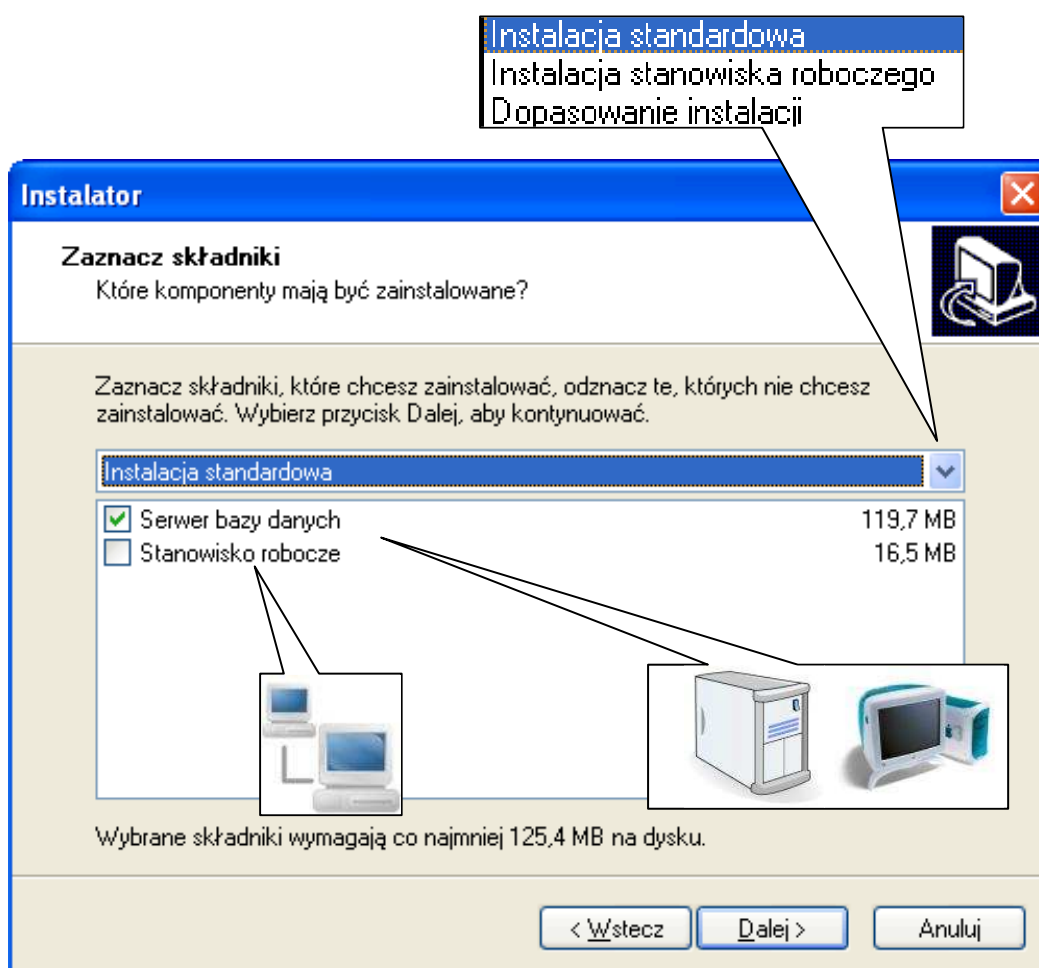 Instalacja standardowa
Instalacja stanowiska roboczego
Dopasowanie instalacji
Instalator
Zaznacz składniki
Które komponenty mają być zainstalowane?
Zaznacz składniki, które chcesz zainstalować, odznacz te, których nie chcesz
zainstalować. Wybierz przycisk Dalej, aby kontynuować.
Instalacja standardowa
Serwer bazy danych 119,7 MB
Stanowisko robocze 16,5 MB
Wybrane składniki wymagają co najmniej 125,4 MB na dysku.
< Wstecz Dalej > Anuluj